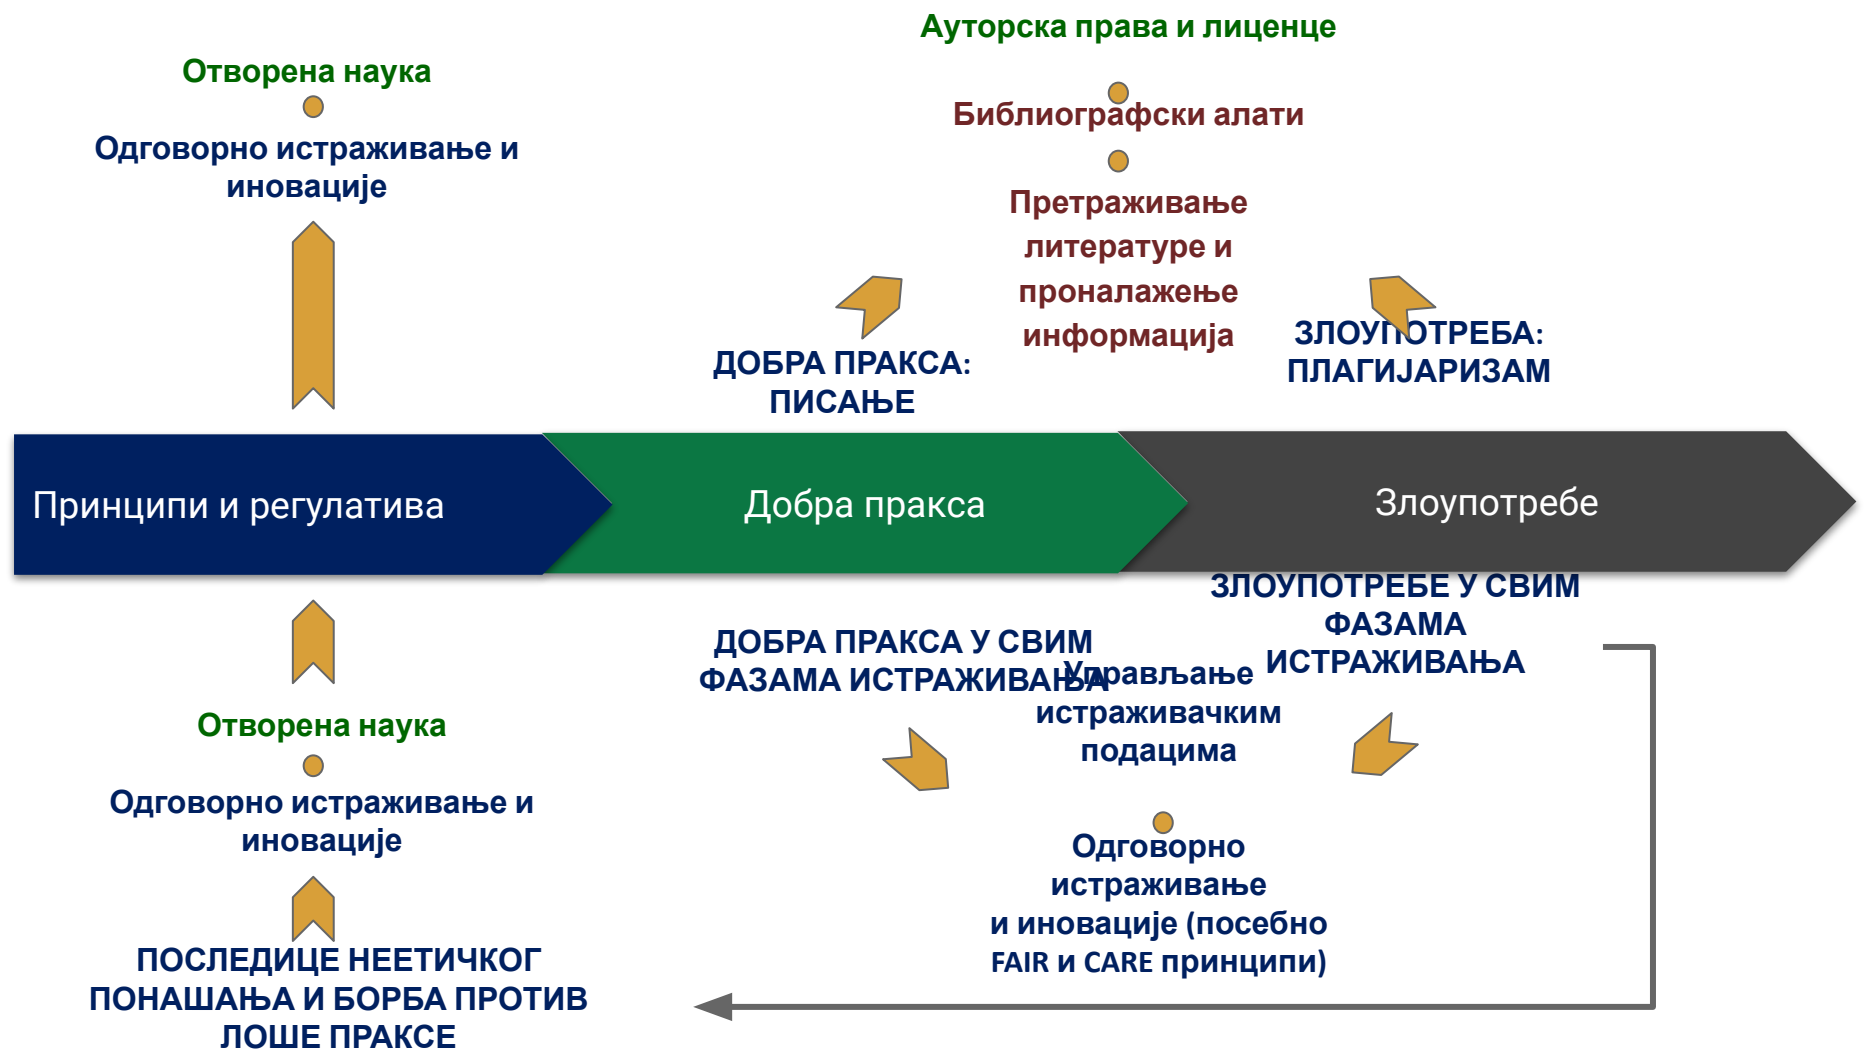 Ауторска права и лиценце
Отворена наука
Библиографски алати
Одговорно истраживање и
иновације
Претраживање
литературе и
проналажење
информација
ДОБРА ПРАКСА:
ПИСАЊЕ
ЗЛОУПОТРЕБА:
ПЛАГИЈАРИЗАМ
Принципи и регулатива
Добра пракса
Злоупотребе
ДОБРА ПРАКСА У СВИМ
ФАЗАМА ИСТРАЖИВАЊА
ЗЛОУПОТРЕБЕ У СВИМ
ФАЗАМА
ИСТРАЖИВАЊА
Управљање
истраживачким
подацима
Отворена наука
Одговорно истраживање и
иновације
Одговорно
истраживање
и иновације (посебно
FAIR и CARE принципи)
ПОСЛЕДИЦЕ НЕЕТИЧКОГ
ПОНАШАЊА И БОРБА ПРОТИВ
ЛОШЕ ПРАКСЕ